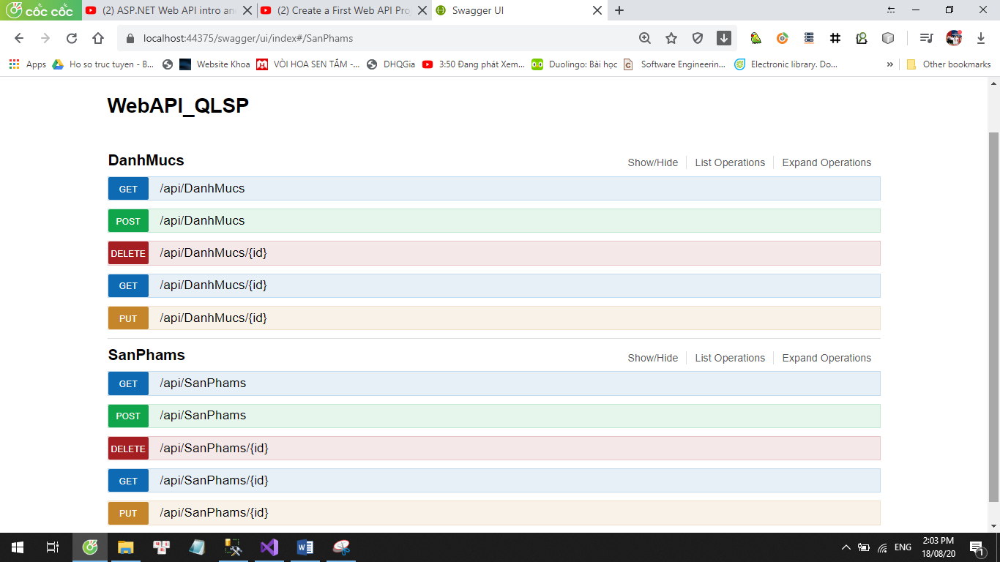 cốc cốc
(2) ASP.NET Web API intro an
(2) Create a First Web API Pro
Swagger UI
localhost:44375/swagger/ui/index#/SanPhams
Apps
Ho so truc tuyen - B...
Website Khoa
VÒI HOA SEN TẮM -...
DHQGia
3:50 Đang phát Xem...
Duolingo: Bài học
Software Engineerin...
Electronic library. Do...
»
Other bookmarks
WebAPI_QLSP
DanhMucs
Show/Hide
List Operations
Expand Operations
GET /api/DanhMucs
POST /api/DanhMucs
DELETE /api/DanhMucs/{id}
GET /api/DanhMucs/{id}
PUT /api/DanhMucs/{id}
SanPhams
Show/Hide
List Operations
Expand Operations
GET /api/SanPhams
POST /api/SanPhams
DELETE /api/SanPhams/{id}
GET /api/SanPhams/{id}
PUT /api/SanPhams/{id}
ENG
2:03 PM
18/08/20
1